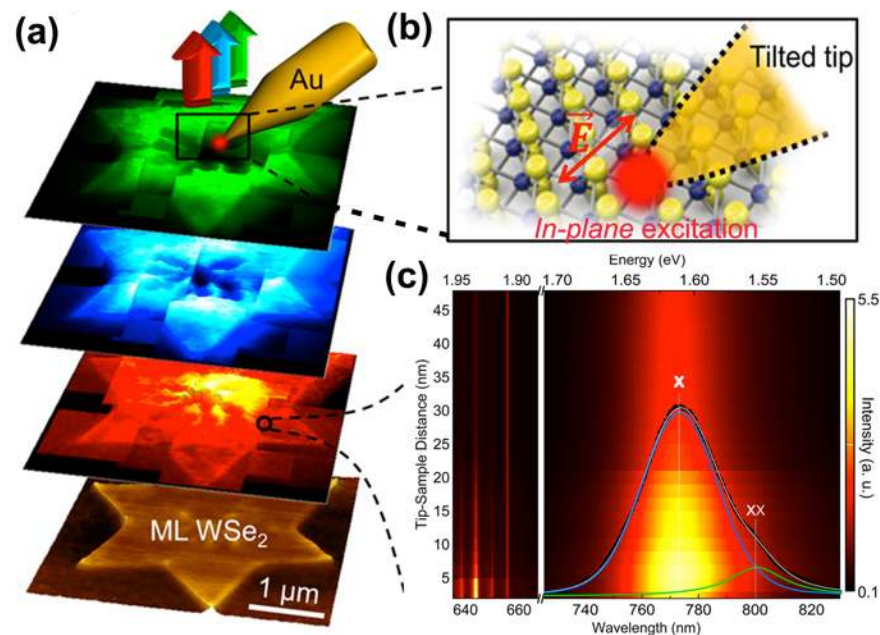 (a)
Au
ML WSe2
1 µm
(b)
Tilted tip
E
In-plane excitation
(c)
Energy (eV)
1.95 1.90 1.70 1.65 1.60 1.55 1.50
Tip-Sample Distance (nm)
45
40
35
30
25
20
15
10
5
X
XX
5.5
Intensity (a. u.)
0.1
640 660 740 760 780 800 820
Wavelength (nm)